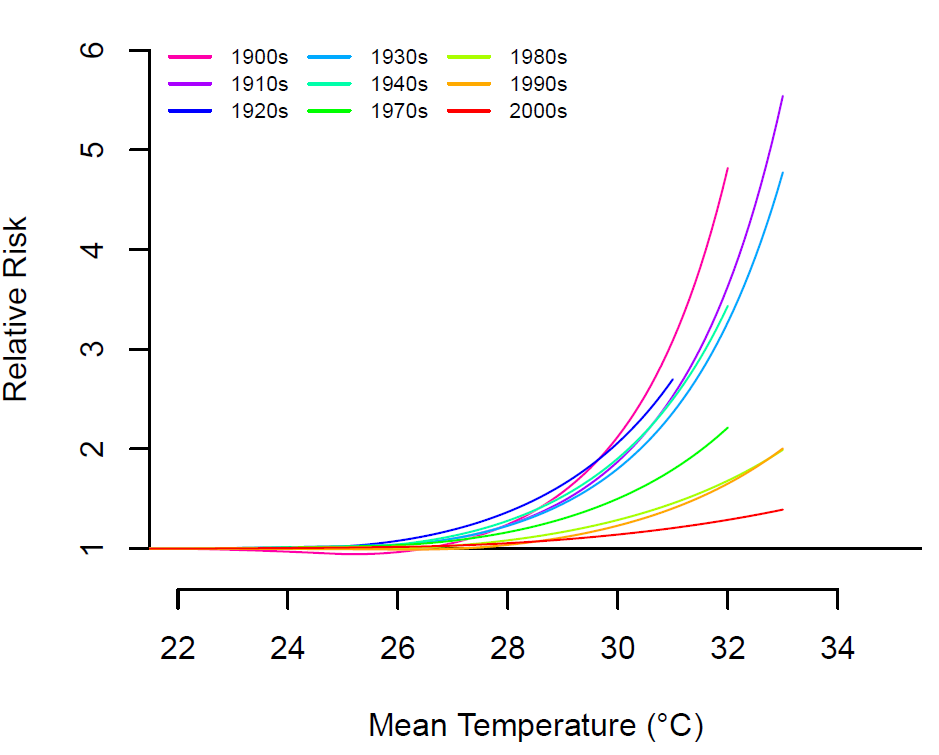 6
1900s 1930s 1980s
1910s 1940s 1990s
1920s 1970s 2000s
5
4
3
2
1
Relative Risk
22 24 26 28 30 32 34
Mean Temperature (°C)